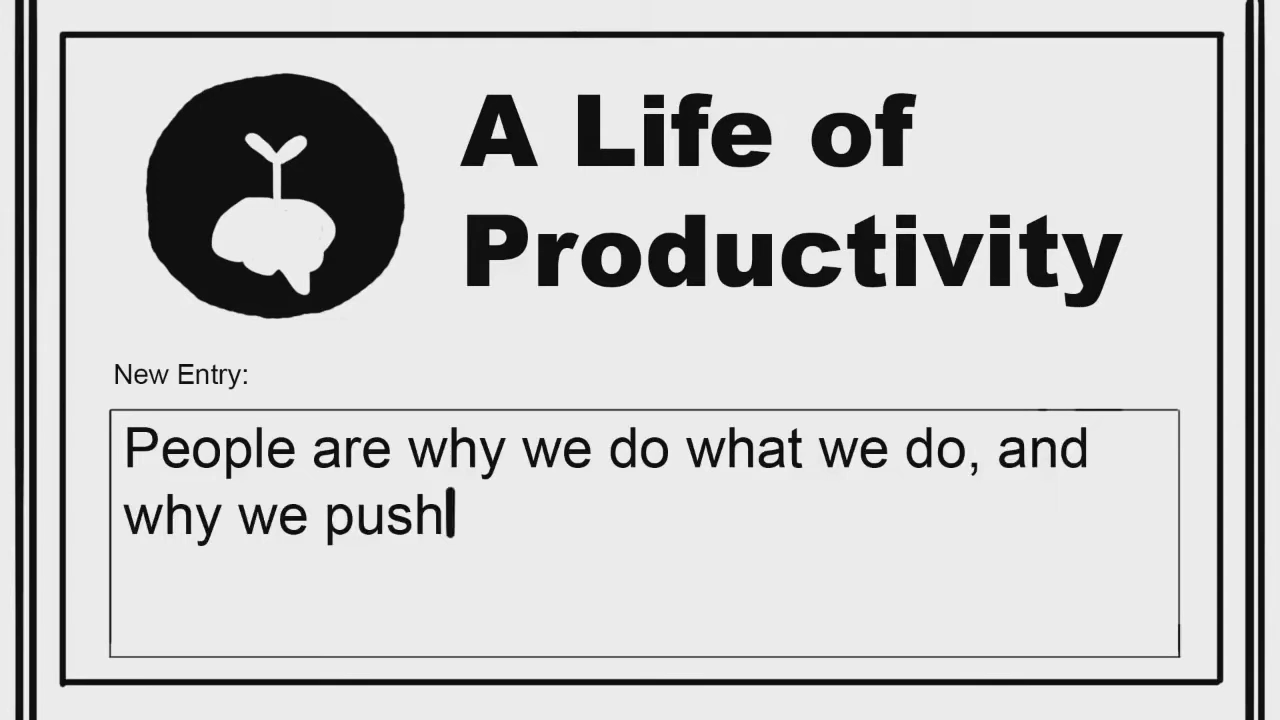 A Life of
Productivity
New Entry:
People are why we do what we do, and
why we push